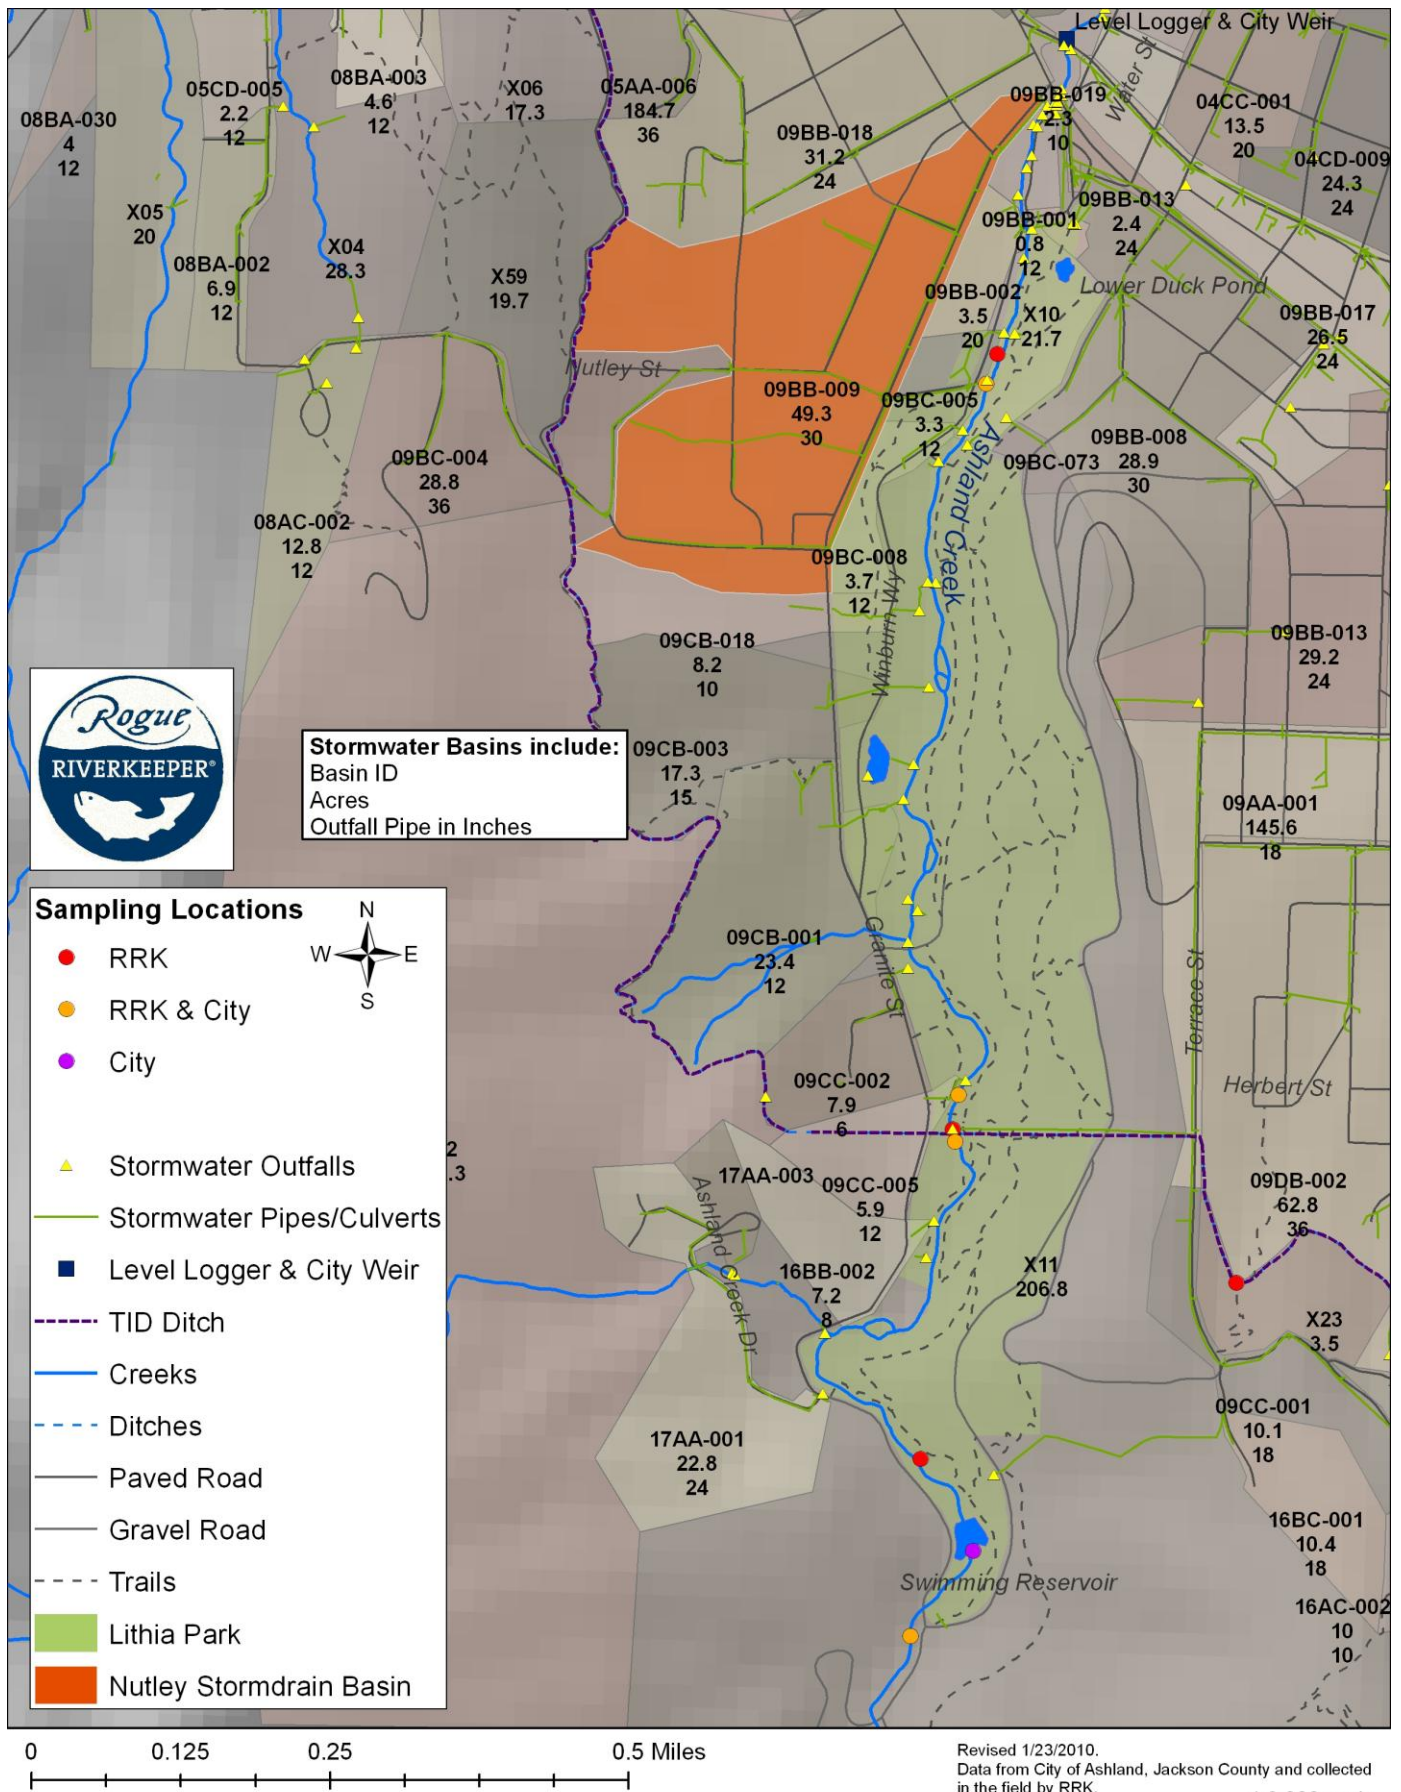 Level Logger & City Weir
Water St
08BA-030
4
12
05CD-005
2.2
12
08BA-003
4.6
12
X06
17.3
05AA-006
184.7
36
09BB-018
31.2
24
09BB-019
2.3
10
04CC-001
13.5
20
04CD-009
24.3
24
X05
20
08BA-002
6.9
12
X04
28.3
X59
19.7
09BB-001
0.8
12
09BB-013
2.4
24
Lower Duck Pond
09BB-002
3.5
20
X10
21.7
09BB-017
26.5
24
Nutley St
09BB-009
49.3
30
09BC-005
3.3
12
Ashland Creek
09BC-073
09BB-008
28.9
30
09BC-004
28.8
36
08AC-002
12.8
12
09BC-008
3.7
12
Winburn Wy
09CB-018
8.2
10
09BB-013
29.2
24
Rogue
RIVERKEEPER®
Stormwater Basins include:
Basin ID
Acres
Outfall Pipe in Inches
09CB-003
17.3
15
09AA-001
145.6
18
09CB-001
23.4
12
Granite St
Terrace St
09CC-002
7.9
6
Herbert St
2
.3
17AA-003
09CC-005
5.9
12
09DB-002
62.8
36
Ashland Creek Dr
16BB-002
7.2
8
X11
206.8
X23
3.5
17AA-001
22.8
24
09CC-001
10.1
18
16BC-001
10.4
18
Swimming Reservoir
16AC-002
10
10
Sampling Locations
N
W
E
S
RRK
RRK & City
City
Stormwater Outfalls
Stormwater Pipes/Culverts
Level Logger & City Weir
TID Ditch
Creeks
Ditches
Paved Road
Gravel Road
Trails
Lithia Park
Nutley Stormdrain Basin
0 0.125 0.25 0.5 Miles
Revised 1/23/2010.
Data from City of Ashland, Jackson County and collected
in the field by RRK.